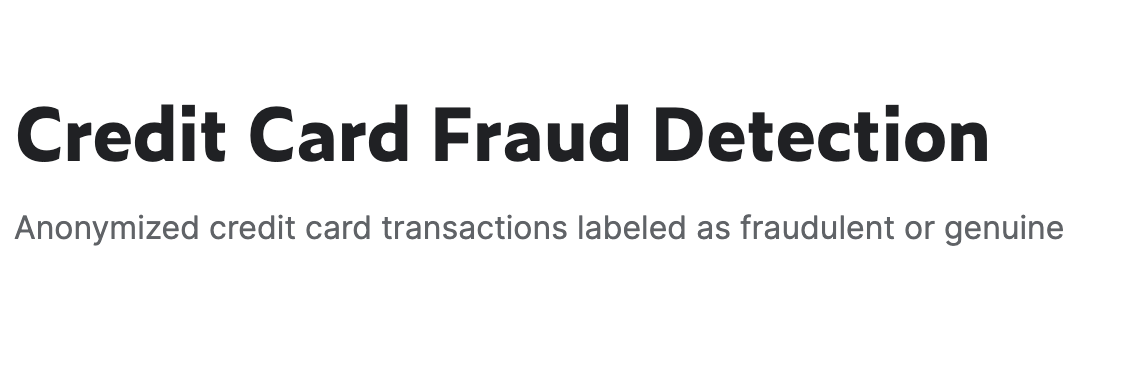 Credit Card Fraud Detection
Anonymized credit card transactions labeled as fraudulent or genuine